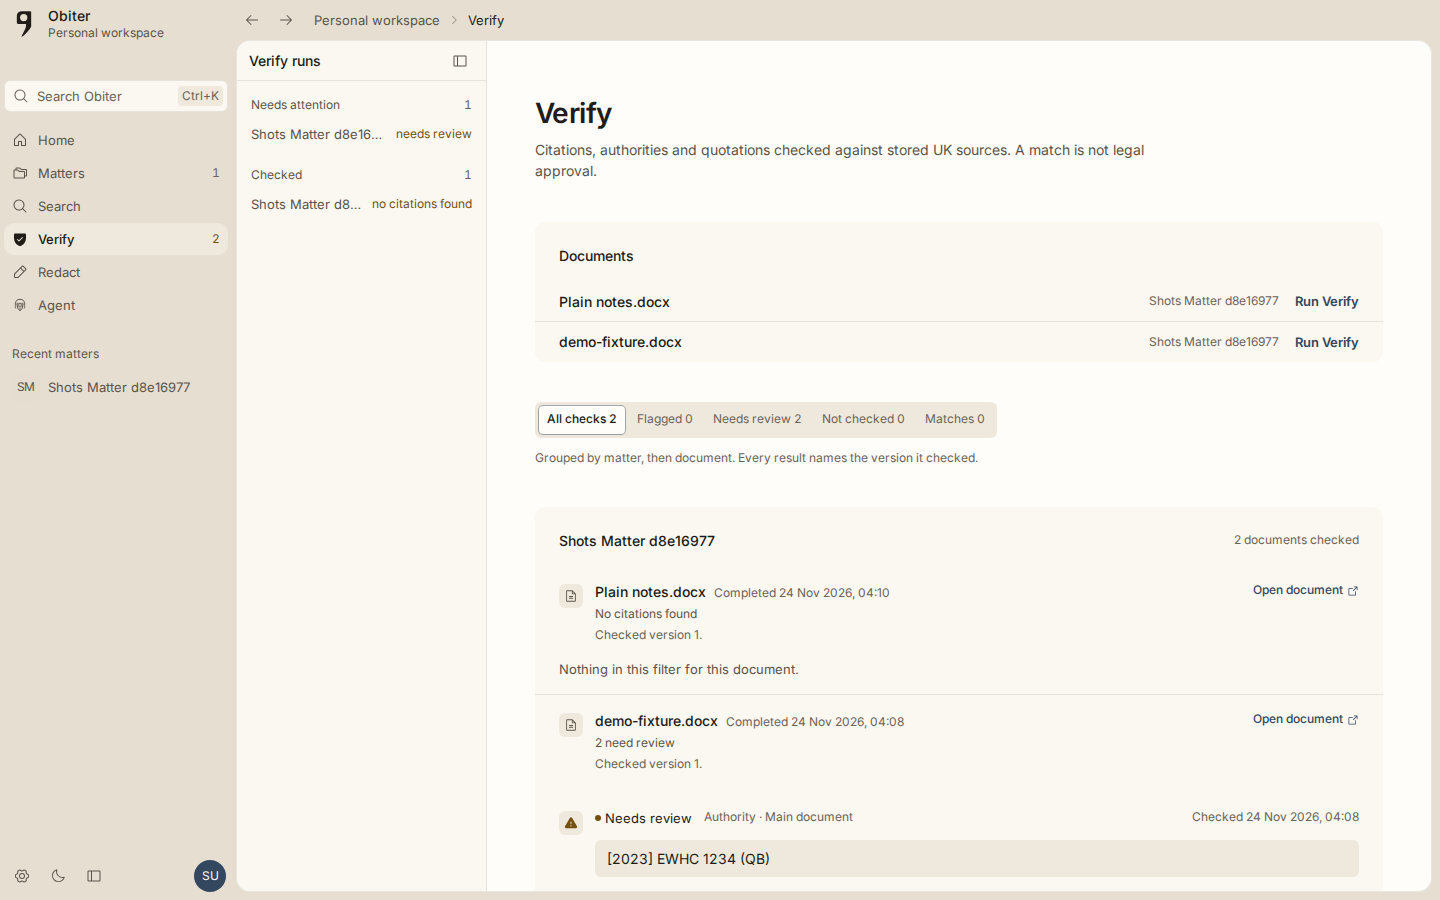 Obiter
Personal workspace
Search Obiter Ctrl+K
Home
Matters 1
Search
Verify 2
Redact
Agent
Recent matters
SM Shots Matter d8e16977
SU
Personal workspace Verify
Verify runs
Needs attention 1
Shots Matter d8e16... needs review
Checked 1
Shots Matter d8... no citations found
Verify
Citations, authorities and quotations checked against stored UK sources. A match is not legal
approval.
Documents
Plain notes.docx Shots Matter d8e16977 Run Verify
demo-fixture.docx Shots Matter d8e16977 Run Verify
All checks 2 Flagged 0 Needs review 2 Not checked 0 Matches 0
Grouped by matter, then document. Every result names the version it checked.
Shots Matter d8e16977 2 documents checked
Plain notes.docx Completed 24 Nov 2026, 04:10 Open document
No citations found
Checked version 1.
Nothing in this filter for this document.
demo-fixture.docx Completed 24 Nov 2026, 04:08 Open document
2 need review
Checked version 1.
Needs review Authority · Main document Checked 24 Nov 2026, 04:08
[2023] EWHC 1234 (QB)